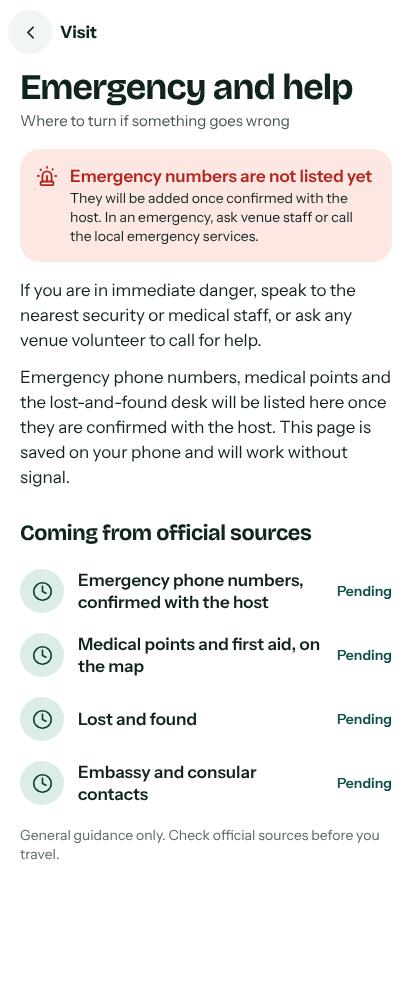 Visit
Emergency and help
Where to turn if something goes wrong
Emergency numbers are not listed yet
They will be added once confirmed with the
host. In an emergency, ask venue staff or call
the local emergency services.
If you are in immediate danger, speak to the
nearest security or medical staff, or ask any
venue volunteer to call for help.
Emergency phone numbers, medical points and
the lost-and-found desk will be listed here once
they are confirmed with the host. This page is
saved on your phone and will work without
signal.
Coming from official sources
Emergency phone numbers,
confirmed with the host
Pending
Medical points and first aid, on
the map
Pending
Lost and found
Pending
Embassy and consular
contacts
Pending
General guidance only. Check official sources before you
travel.